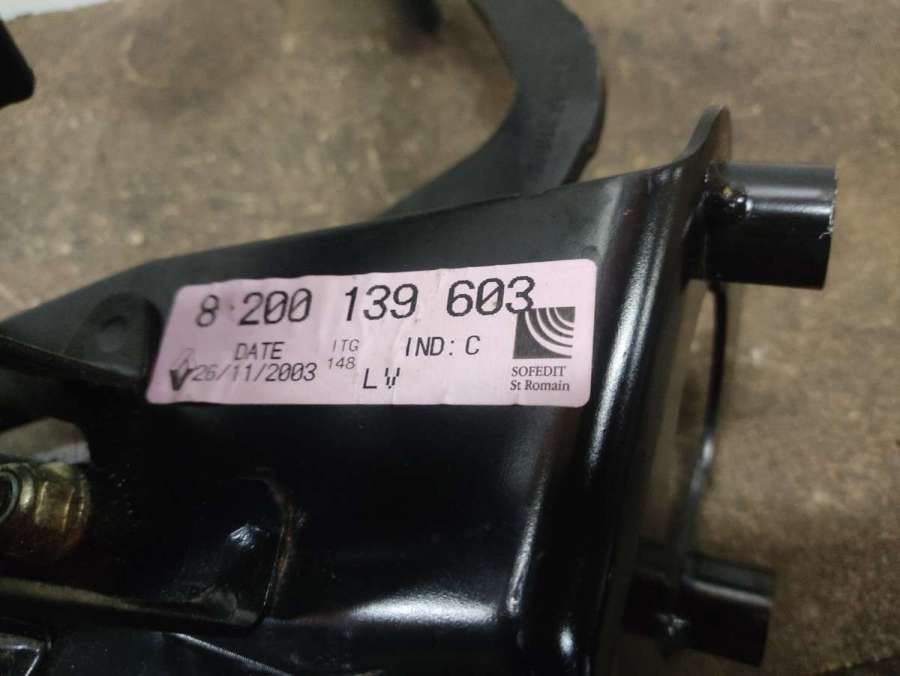 8 200 139 603
DATE ITG IND: C
26/11/2003 148 LV
SOFEDIT
St Romain